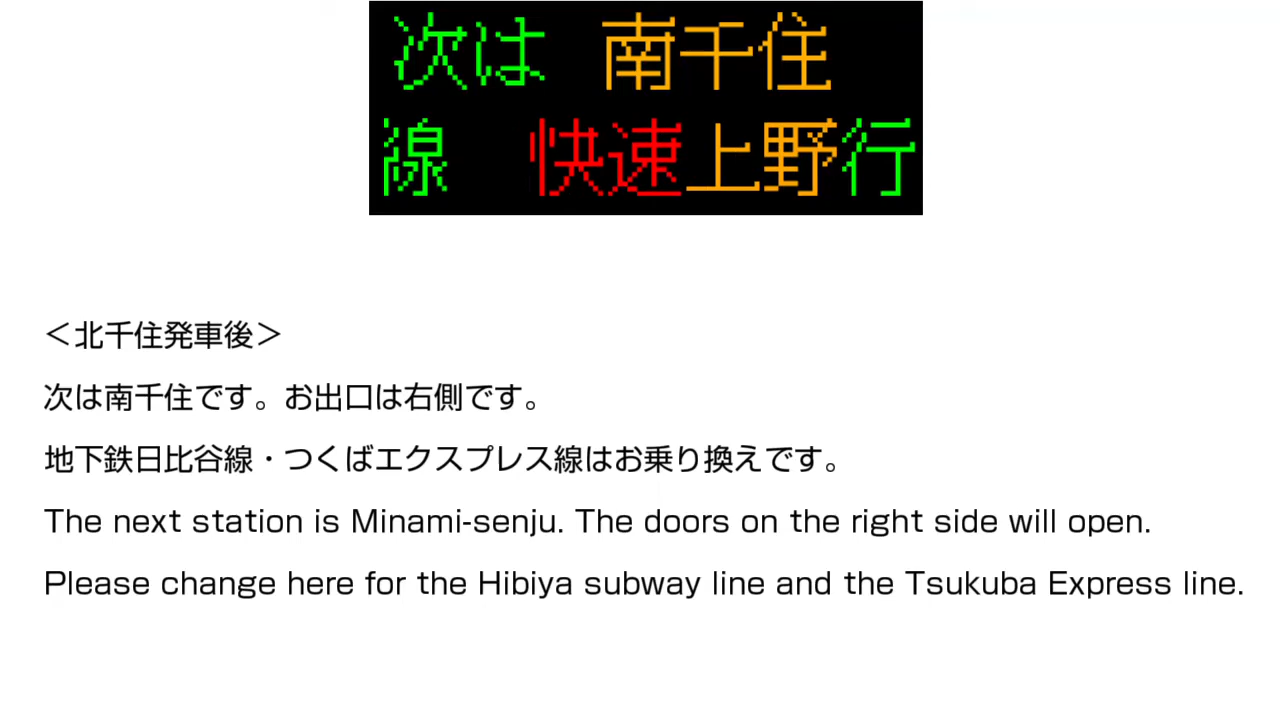 次は 南千住
線 快速上野行
＜北千住発車後＞
次は南千住です。お出口は右側です。
地下鉄日比谷線・つくばエクスプレス線はお乗り換えです。
The next station is Minami-senju. The doors on the right side will open.
Please change here for the Hibiya subway line and the Tsukuba Express line.